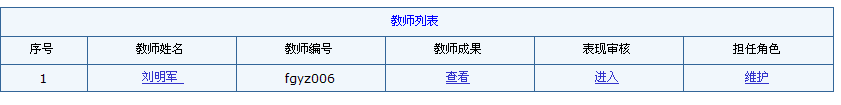 教师列表
序号 教师姓名 教师编号 教师成果 表现审核 担任角色
1 刘明军 fgyz006 查看 进入 维护